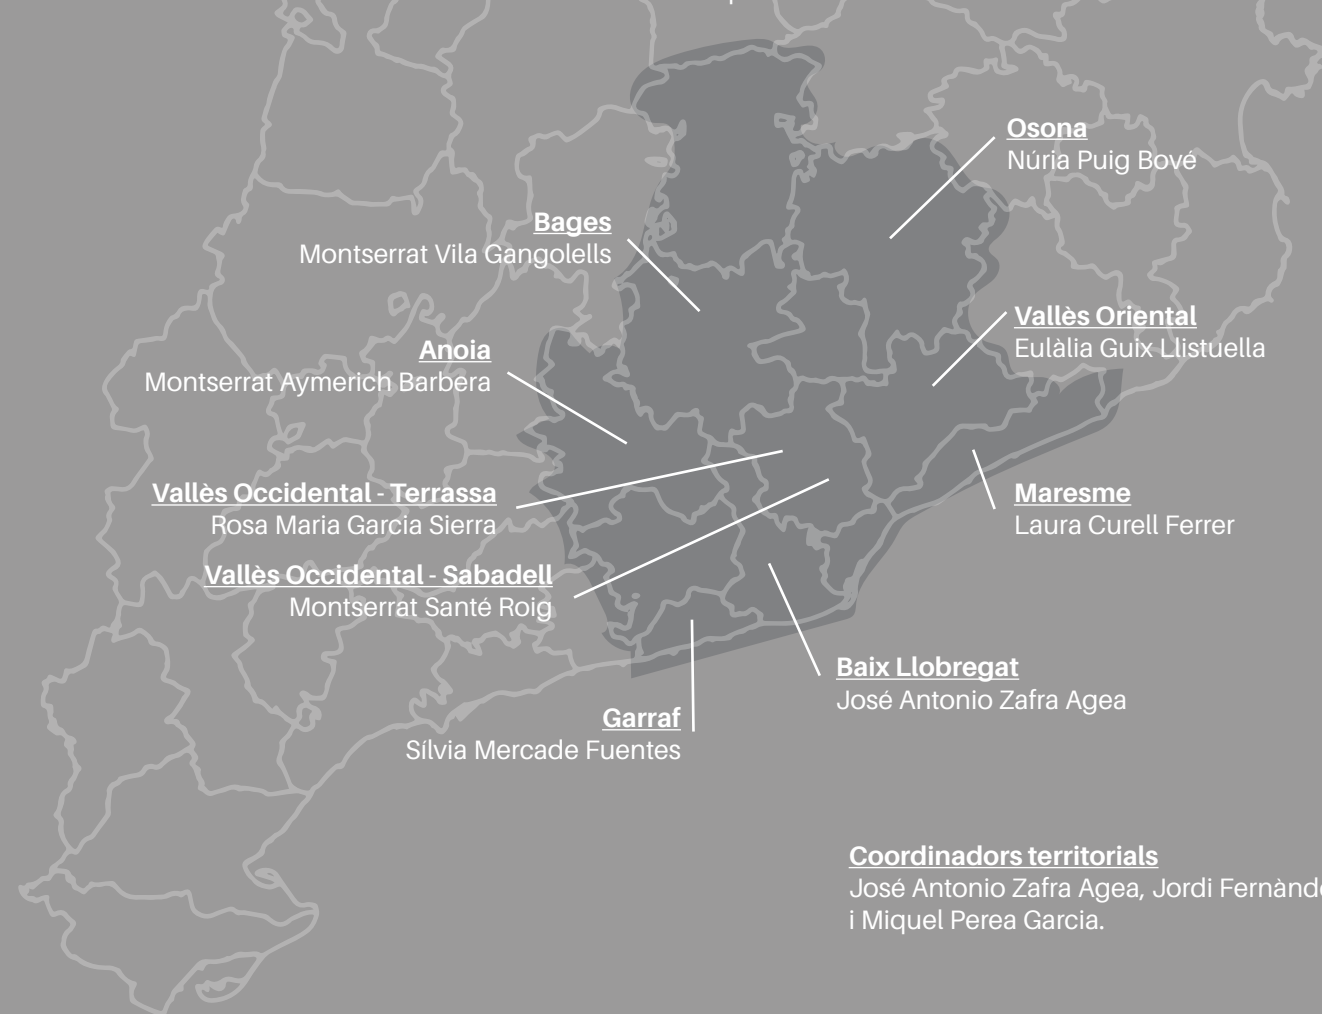 Osona
Núria Puig Bové
Bages
Montserrat Vila Gangolells
Vallès Oriental
Eulàlia Guix Llistuella
Anoia
Montserrat Aymerich Barbera
Vallès Occidental - Terrassa
Rosa Maria Garcia Sierra
Maresme
Laura Curell Ferrer
Vallès Occidental - Sabadell
Montserrat Santé Roig
Baix Llobregat
José Antonio Zafra Agea
Garraf
Sílvia Mercade Fuentes
Coordinadors territorials
José Antonio Zafra Agea, Jordi
i Miquel Perea Garcia.